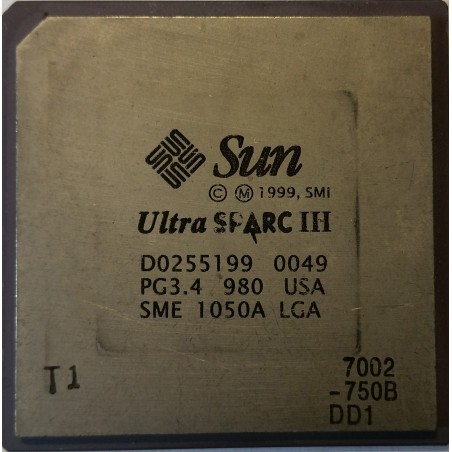 Sun
© Ⓜ 1999, SMI
Ultra SPARC III
D0255199 0049
PG3.4 980 USA
SME 1050A LGA
T1
7002
-750B
DD1